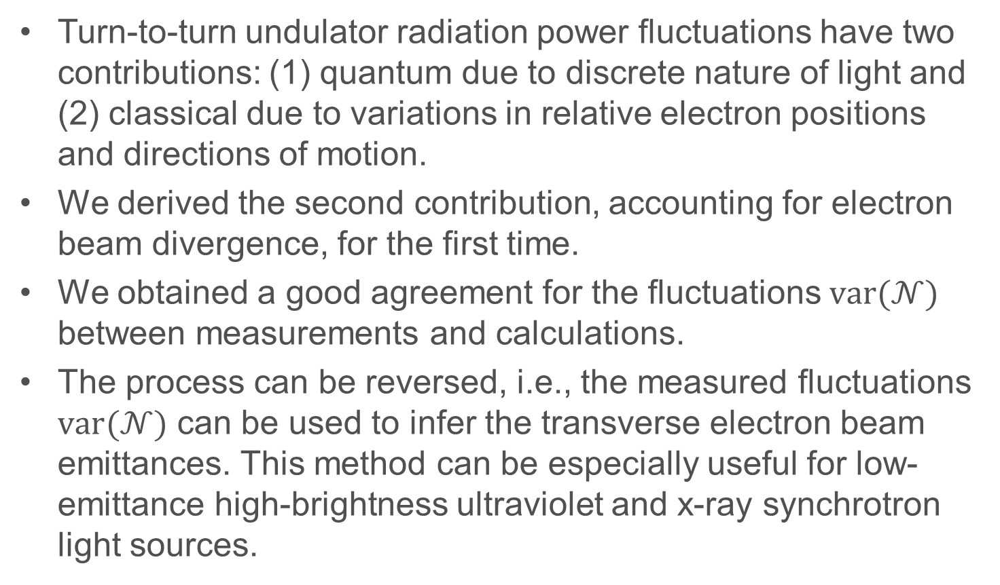 • Turn-to-turn undulator radiation power fluctuations have two
contributions: (1) quantum due to discrete nature of light and
(2) classical due to variations in relative electron positions
and directions of motion.
• We derived the second contribution, accounting for electron
beam divergence, for the first time.
• We obtained a good agreement for the fluctuations var(𝒩)
between measurements and calculations.
• The process can be reversed, i.e., the measured fluctuations
var(𝒩) can be used to infer the transverse electron beam
emittances. This method can be especially useful for low-
emittance high-brightness ultraviolet and x-ray synchrotron
light sources.